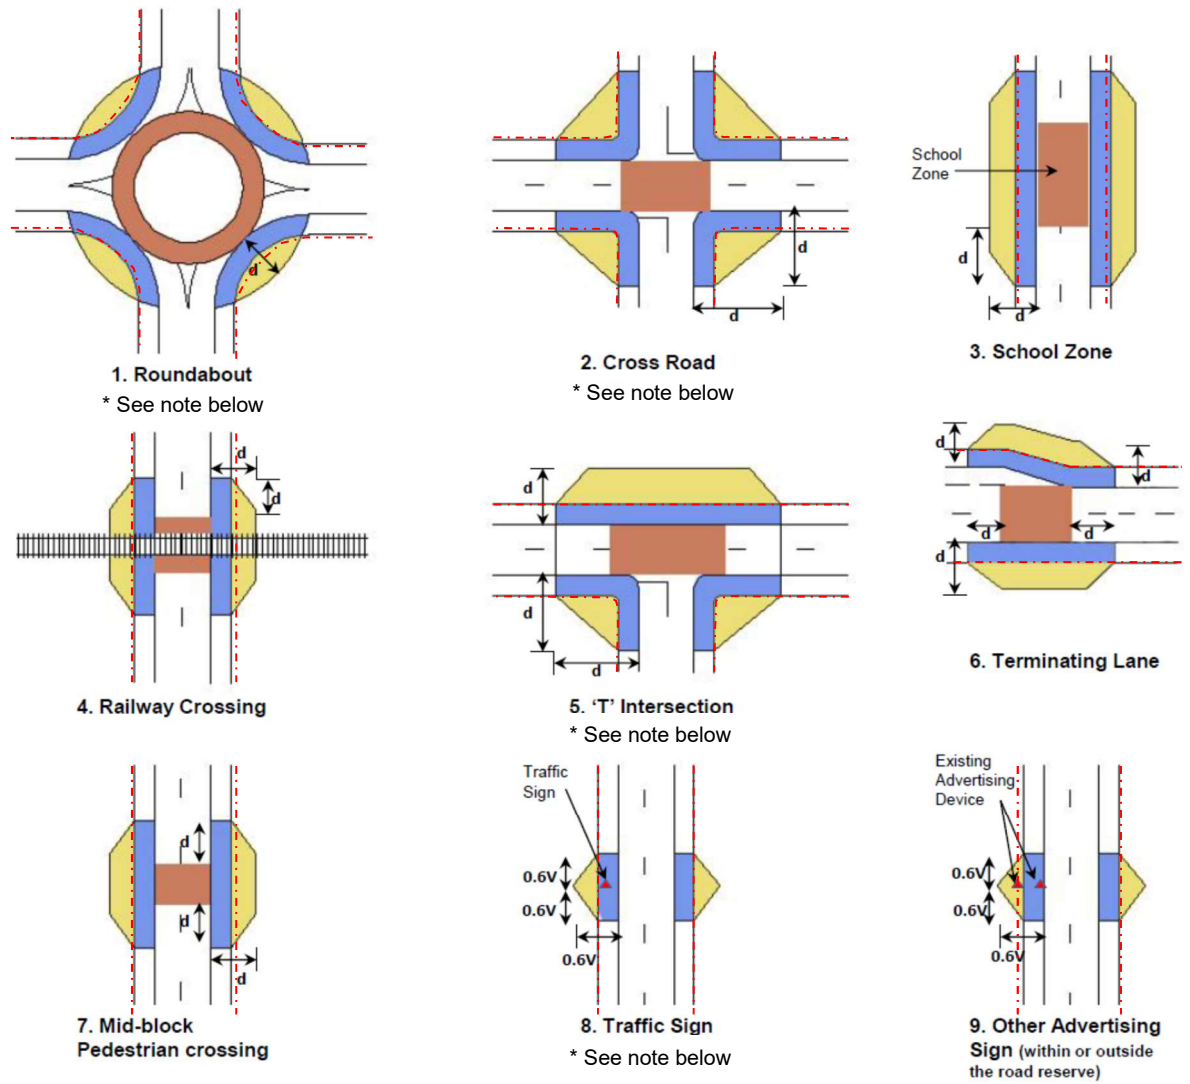 d
1. Roundabout
* See note below
d
d
2. Cross Road
* See note below
School
Zone
d
d
3. School Zone
d
d
4. Railway Crossing
d
d
d
5. ‘T’ Intersection
* See note below
d
d
d
d
d
6. Terminating Lane
d
d
d
7. Mid-block
Pedestrian crossing
Traffic
Sign
0.6V
0.6V
0.6V
8. Traffic Sign
* See note below
Existing
Advertising
Device
0.6V
0.6V
0.6V
9. Other Advertising
Sign (within or outside
the road reserve)